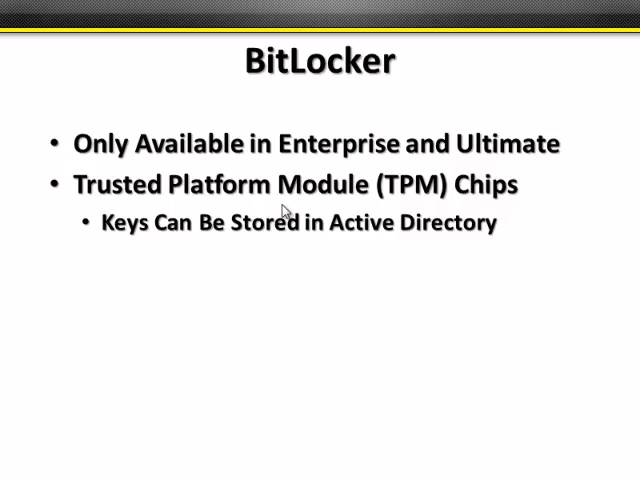 BitLocker
• Only Available in Enterprise and Ultimate
• Trusted Platform Module (TPM) Chips
• Keys Can Be Stored in Active Directory